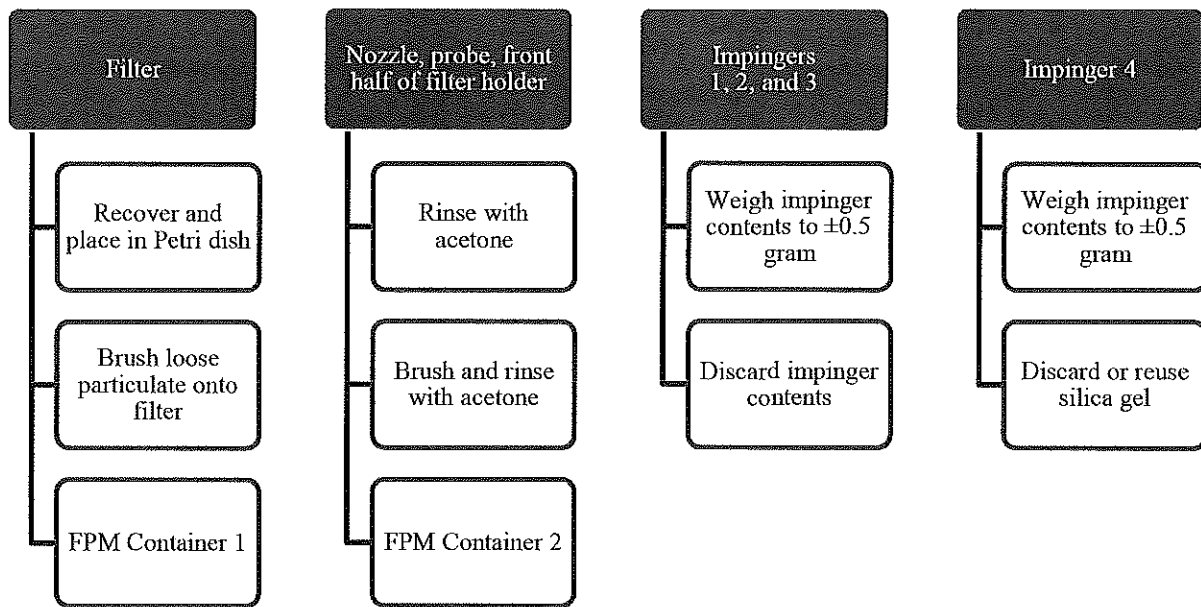 Filter
Recover and
place in Petri dish
Brush loose
particulate onto
filter
FPM Container 1
Nozzle, probe, front
half of filter holder
Rinse with
acetone
Brush and rinse
with acetone
FPM Container 2
Impingers
1, 2, and 3
Weigh impinger
contents to ±0.5
gram
Discard impinger
contents
Impinger 4
Weigh impinger
contents to ±0.5
gram
Discard or reuse
silica gel